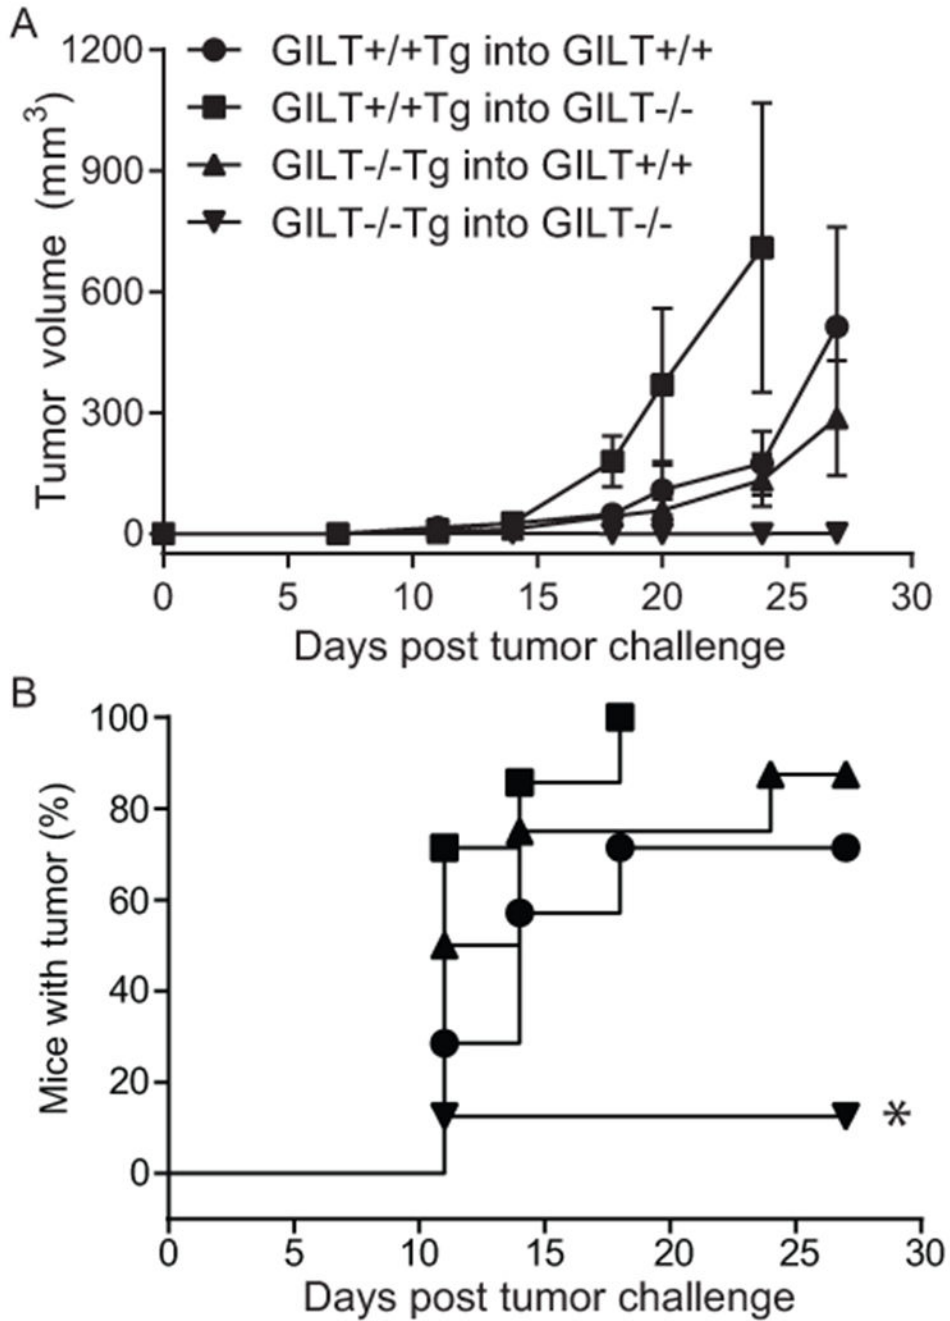 A
1200
GILT+/+Tg into GILT+/+
GILT+/+Tg into GILT-/-
GILT-/-Tg into GILT+/+
GILT-/-Tg into GILT-/-
900
600
300
0
Tumor volume (mm³)
0 5 10 15 20 25 30
Days post tumor challenge
B
100
80
60
40
20
0
Mice with tumor (%)
*
0 5 10 15 20 25 30
Days post tumor challenge